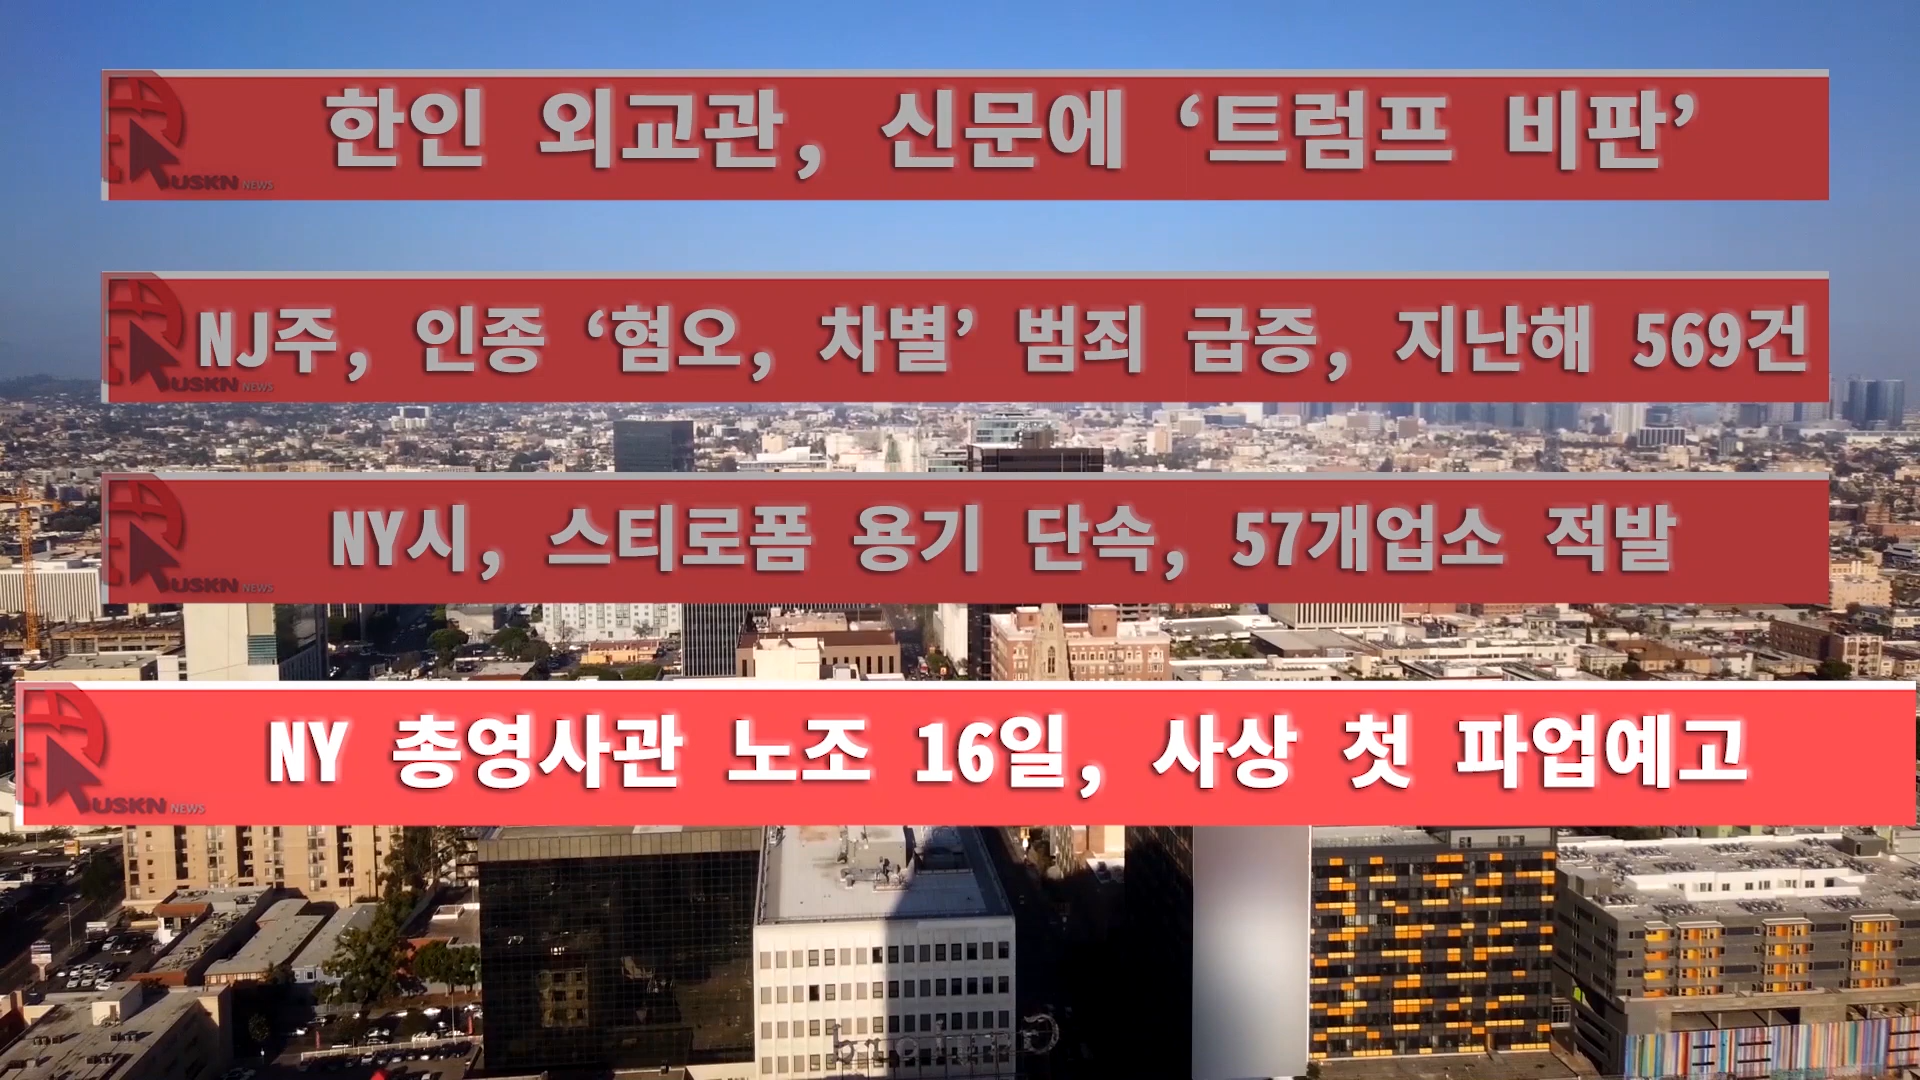 한인 외교관, 신문에 ‘트럼프 비판’
USKN NEWS
NJ주, 인종 ‘혐오, 차별’ 범죄 급증, 지난해 569건
USKN NEWS
NY시, 스티로폼 용기 단속, 57개업소 적발
USKN NEWS
NY 총영사관 노조 16일, 사상 첫 파업예고
USKN NEWS